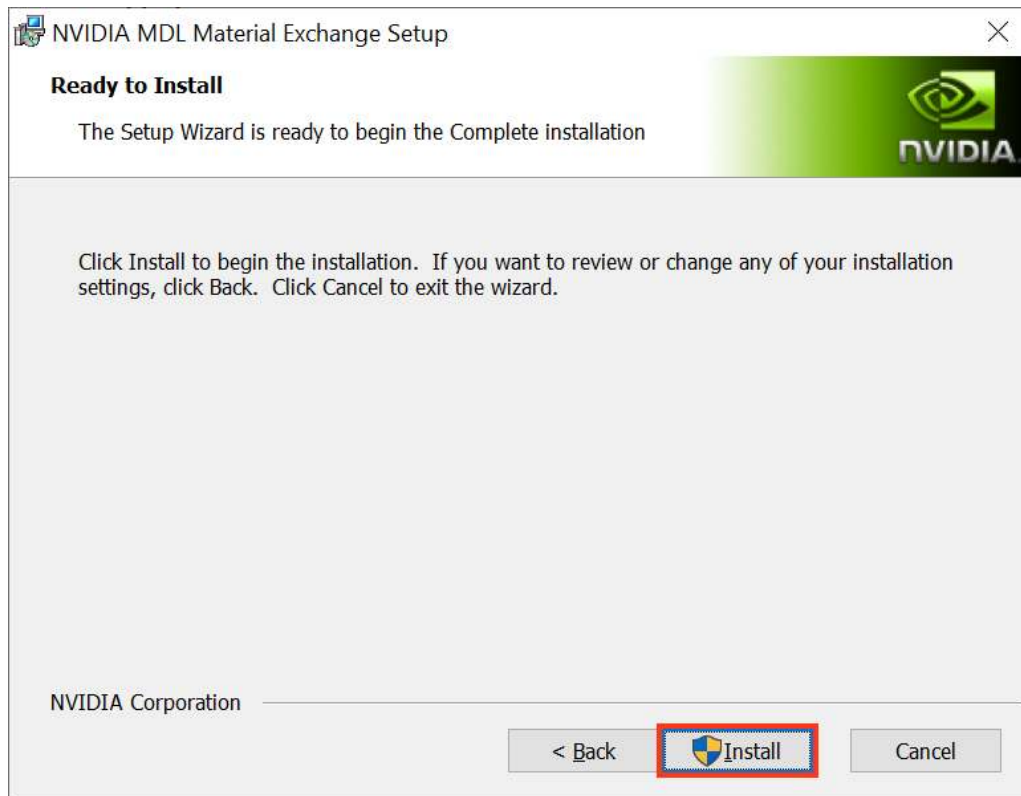 NVIDIA MDL Material Exchange Setup
Ready to Install
The Setup Wizard is ready to begin the Complete installation
NVIDIA
Click Install to begin the installation.  If you want to review or change any of your installation
settings, click Back.  Click Cancel to exit the wizard.
NVIDIA Corporation
< Back
Install
Cancel